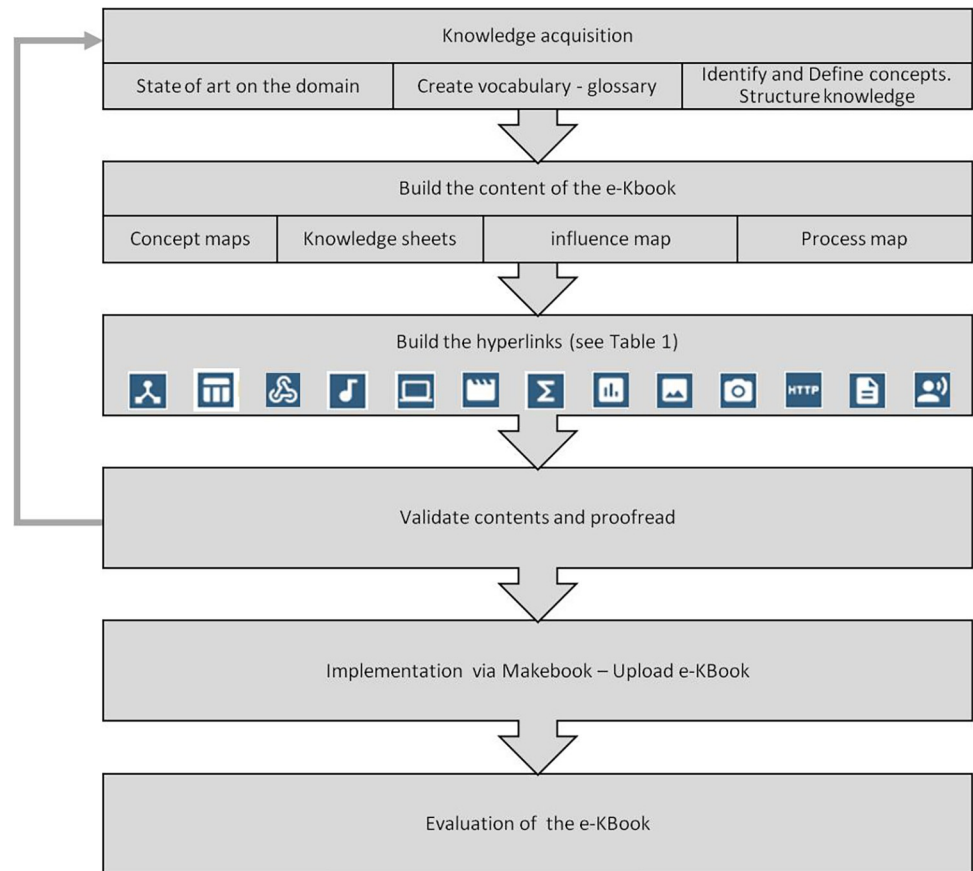 Knowledge acquisition
State of art on the domain
Create vocabulary - glossary
Identify and Define concepts.
Structure knowledge
Build the content of the e-Kbook
Concept maps
Knowledge sheets
influence map
Process map
Build the hyperlinks (see Table 1)
HTTP
Validate contents and proofread
Implementation via Makebook – Upload e-KBook
Evaluation of the e-KBook